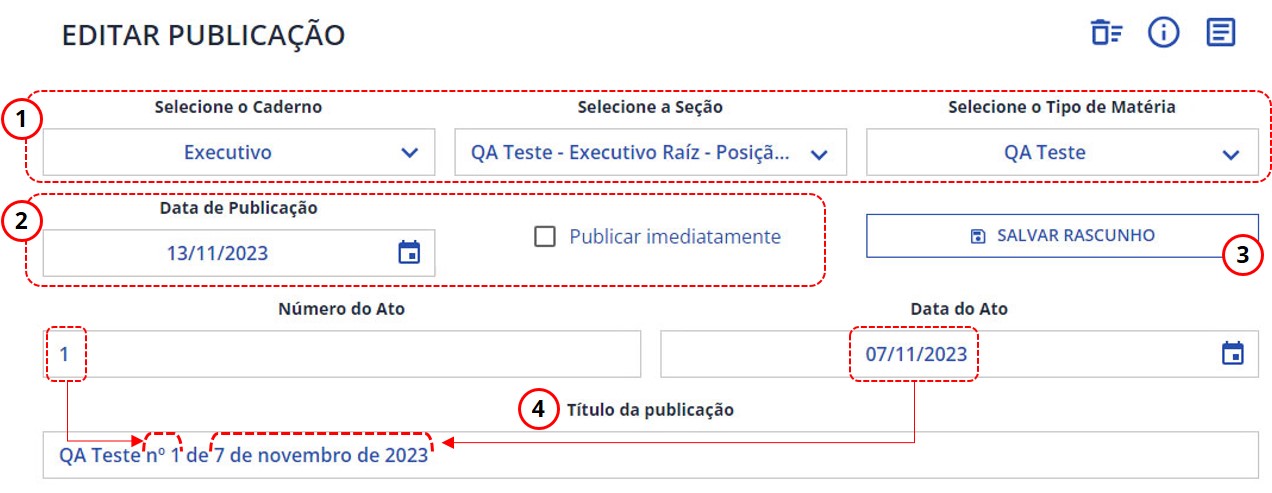 EDITAR PUBLICAÇÃO
1
Selecione o Caderno
Selecione a Seção
Selecione o Tipo de Matéria
Executivo
QA Teste - Executivo Raíz - Posiçã...
QA Teste
2
Data de Publicação
13/11/2023
Publicar imediatamente
SALVAR RASCUNHO
3
Número do Ato
Data do Ato
1
07/11/2023
4
Título da publicação
QA Teste nº 1 de 7 de novembro de 2023